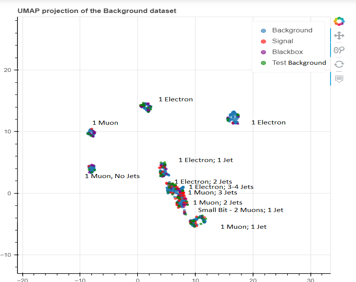 UMAP projection of the Background dataset
Background
Signal
Blackbox
Test Background
20
10
0
−10
−20
−10
0
10
20
30
1 Electron
1 Muon
1 Electron
1 Electron; 1 Jet
1 Muon, No Jets
1 Electron; 2 Jets
1 Electron; 3-4 Jets
1 Muon; 3 Jets
1 Muon; 2 Jets
Small Bit - 2 Muons; 1 Jet
1 Muon; 1 Jet